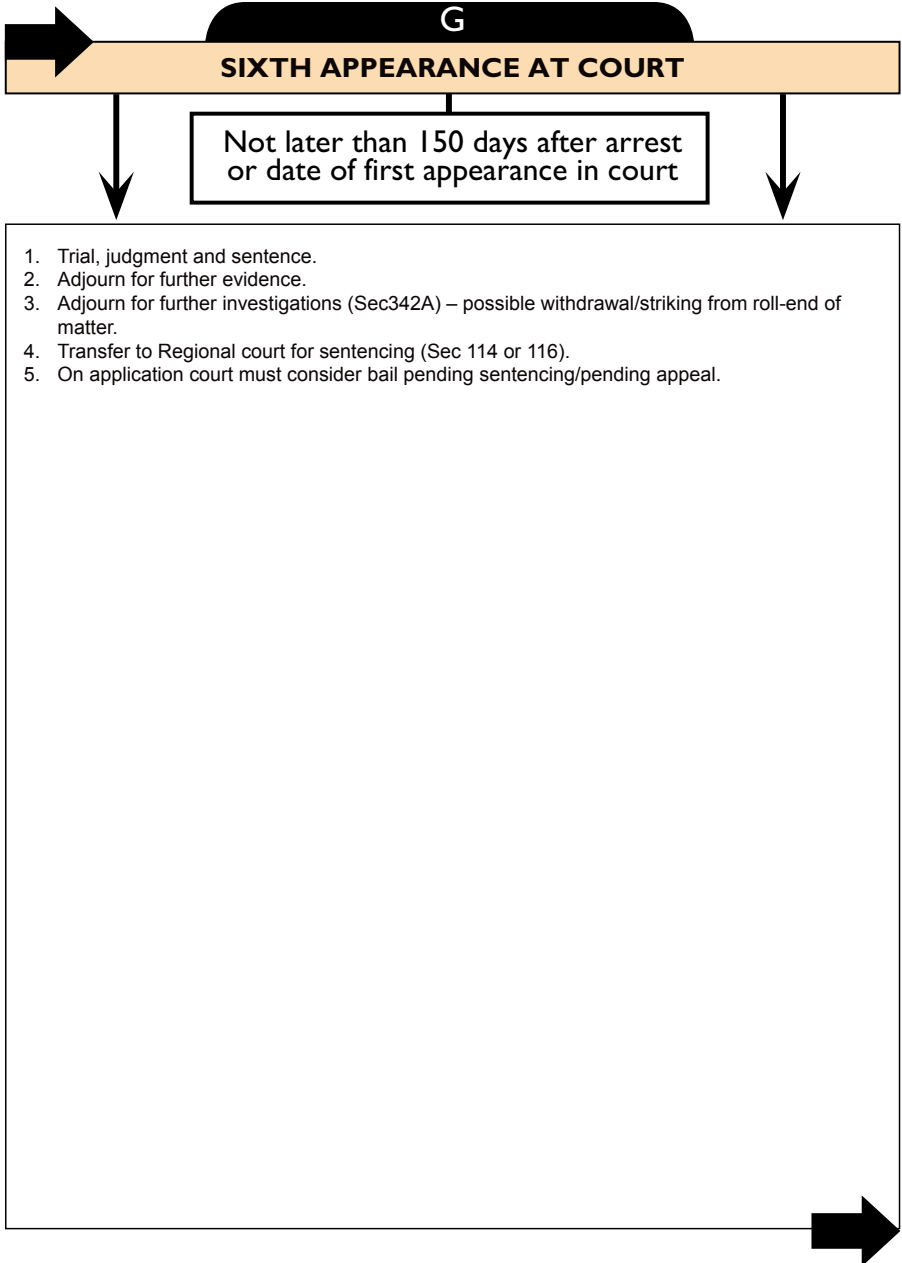 G
SIXTH APPEARANCE AT COURT
Not later than 150 days after arrest
or date of first appearance in court
1. Trial, judgment and sentence.
2. Adjourn for further evidence.
3. Adjourn for further investigations (Sec342A) – possible withdrawal/striking from roll-end of
matter.
4. Transfer to Regional court for sentencing (Sec 114 or 116).
5. On application court must consider bail pending sentencing/pending appeal.